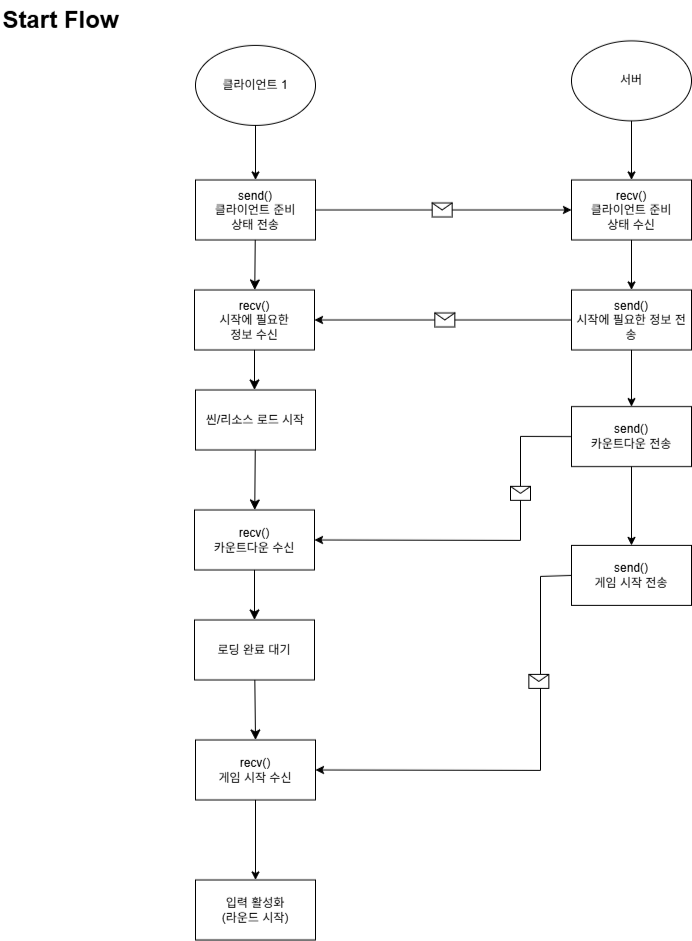 Start Flow
클라이언트 1
서버
send()
클라이언트 준비
상태 전송
recv()
클라이언트 준비
상태 수신
recv()
시작에 필요한
정보 수신
send()
시작에 필요한 정보 전
송
씬/리소스 로드 시작
send()
카운트다운 전송
recv()
카운트다운 수신
send()
게임 시작 전송
로딩 완료 대기
recv()
게임 시작 수신
입력 활성화
(라운드 시작)